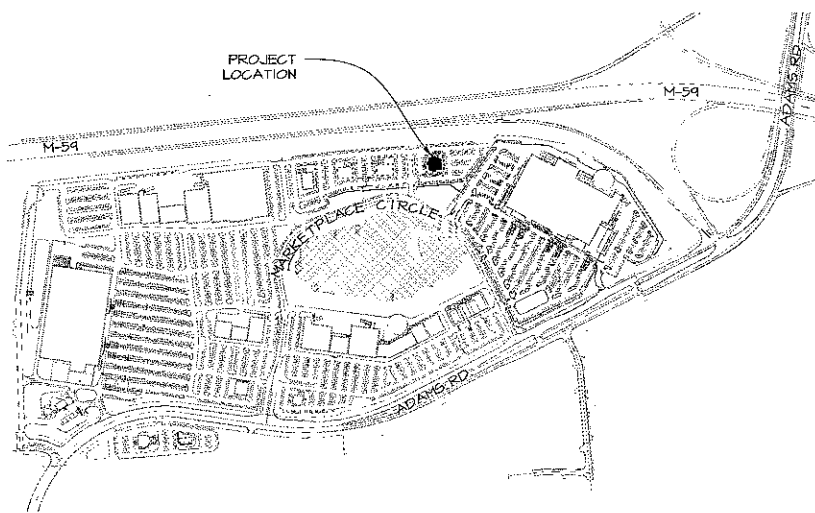 PROJECT
LOCATION
M-59
ADAMS RD
M-59
MARKETPLACE CIRCLE
ADAMS RD